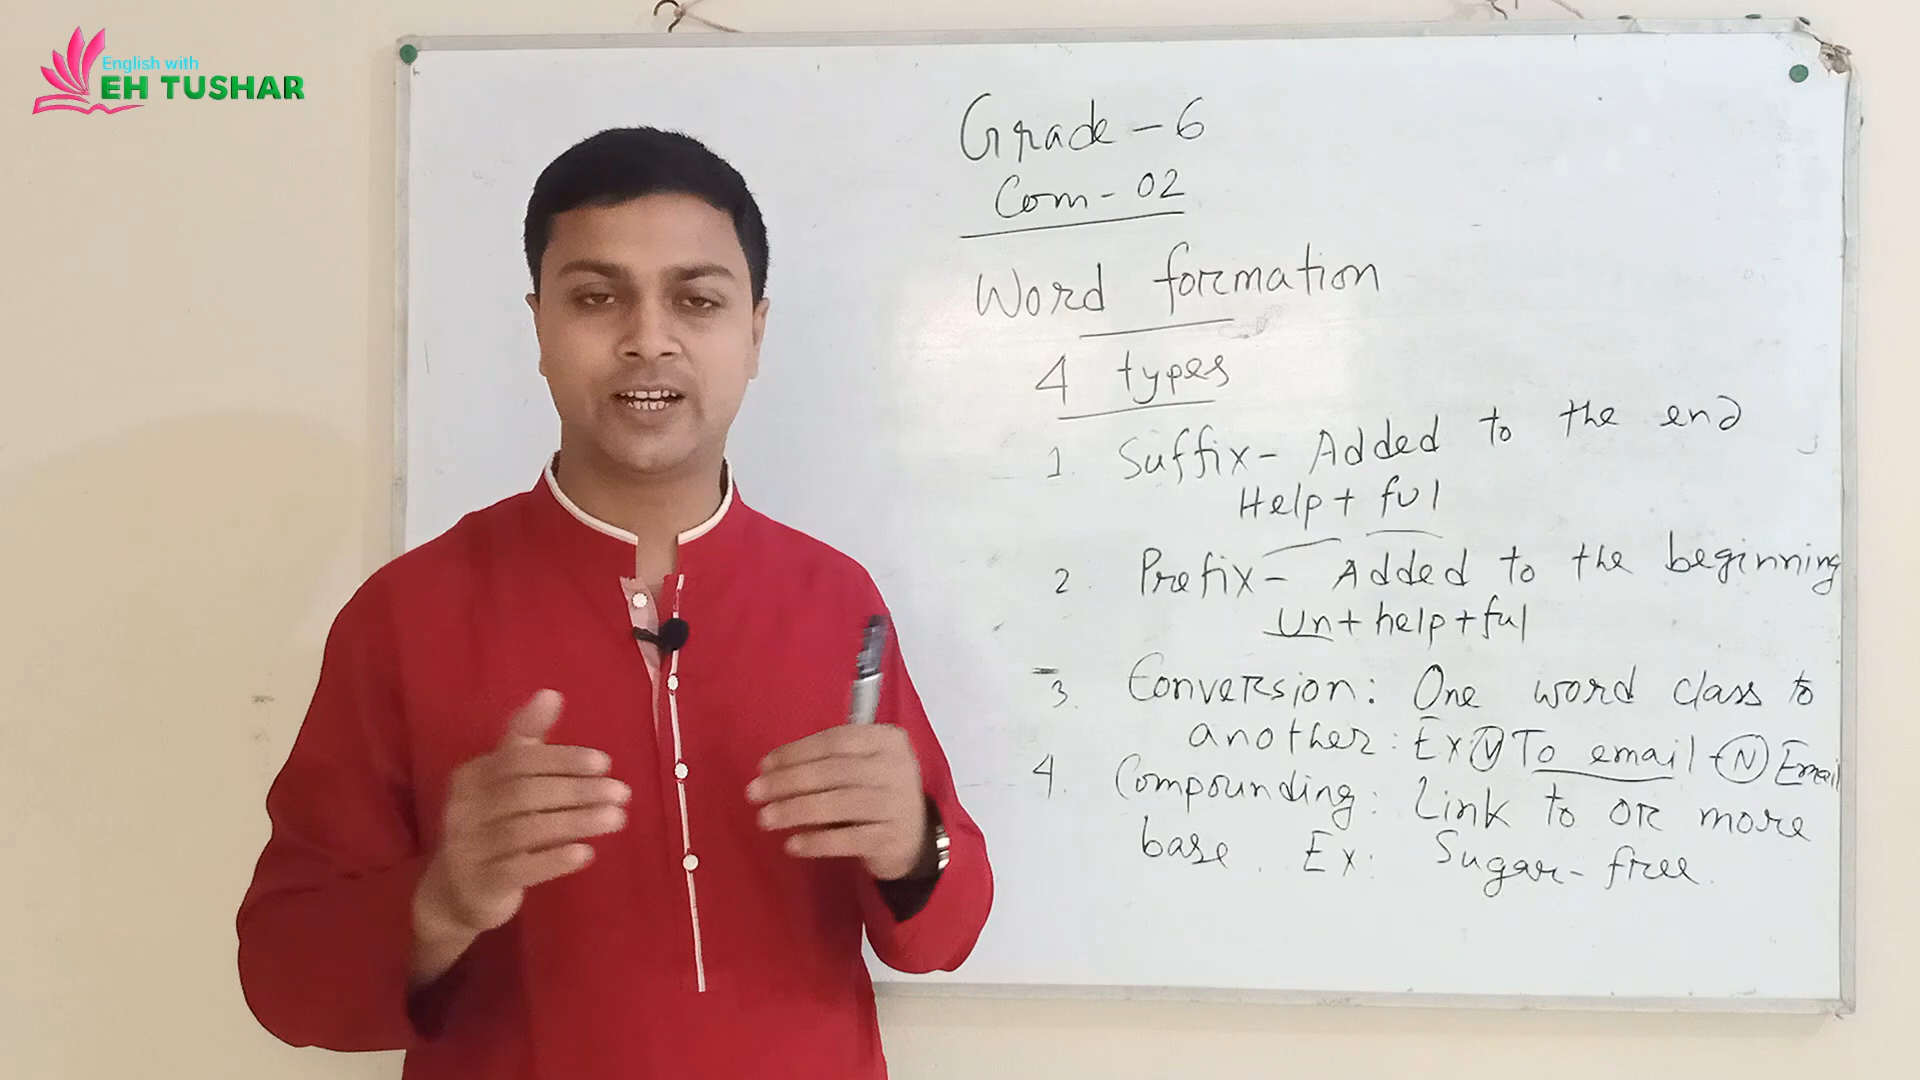 English with
EH TUSHAR
Grade - 6
Com - 02
Word formation
4 types
1. Suffix - Added to the end
Help + ful
2. Prefix - Added to the beginning
Un + help + ful
3. Conversion: One word class to
another: Ex (V) To email - (N) Email
4. Compounding: Link to or more
base. Ex: Sugar-free.